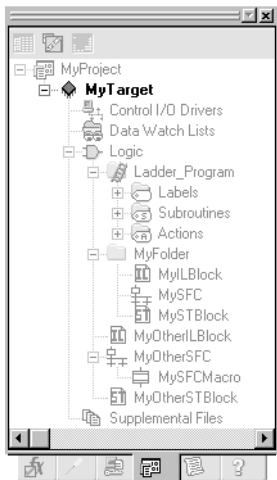 MyProject
MyTarget
Control I/O Drivers
Data Watch Lists
Logic
Ladder_Program
Labels
Subroutines
Actions
MyFolder
MyILBlock
MySFC
MySTBlock
MyOtherILBlock
MyOtherSFC
MySFCMacro
MyOtherSTBlock
Supplemental Files